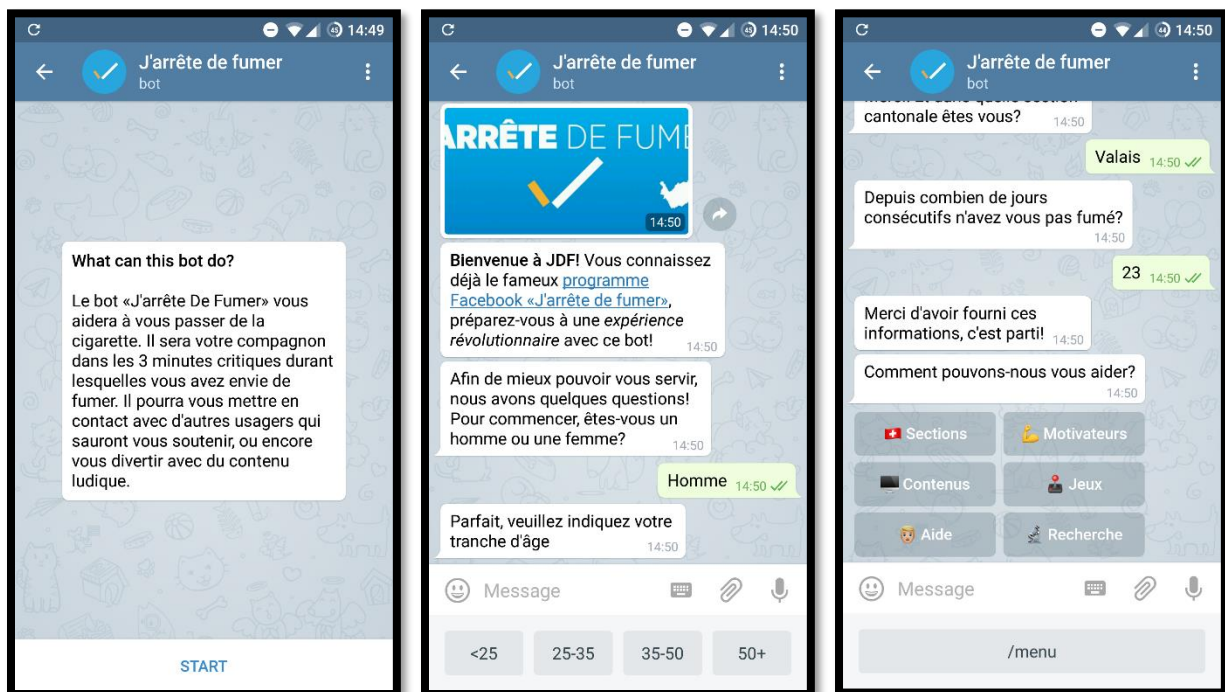 14:49
J'arrête de fumer
bot
What can this bot do?
Le bot «J'arrête De Fumer» vous
aidera à vous passer de la
cigarette. Il sera votre compagnon
dans les 3 minutes critiques durant
lesquelles vous avez envie de
fumer. Il pourra vous mettre en
contact avec d'autres usagers qui
sauront vous soutenir, ou encore
vous divertir avec du contenu
ludique.
START
45 14:50
J'arrête de fumer
bot
ARRÊTE DE FUME
14:50
Bienvenue à JDF! Vous connaissez
déjà le fameux programme
Facebook «J'arrête de fumer»,
préparez-vous à une expérience
révolutionnaire avec ce bot! 14:50
Afin de mieux pouvoir vous servir,
nous avons quelques questions!
Pour commencer, êtes-vous un
homme ou une femme? 14:50
Homme 14:50
Parfait, veuillez indiquez votre
tranche d'âge 14:50
Message
<25 25-35 35-50 50+
44 14:50
J'arrête de fumer
bot
cantonale êtes vous? 14:50
Valais 14:50
Depuis combien de jours
consécutifs n'avez vous pas fumé?
14:50
23 14:50
Merci d'avoir fourni ces
informations, c'est parti! 14:50
Comment pouvons-nous vous aider?
14:50
Sections Motivateurs
Contenus Jeux
Aide Recherche
Message
/menu